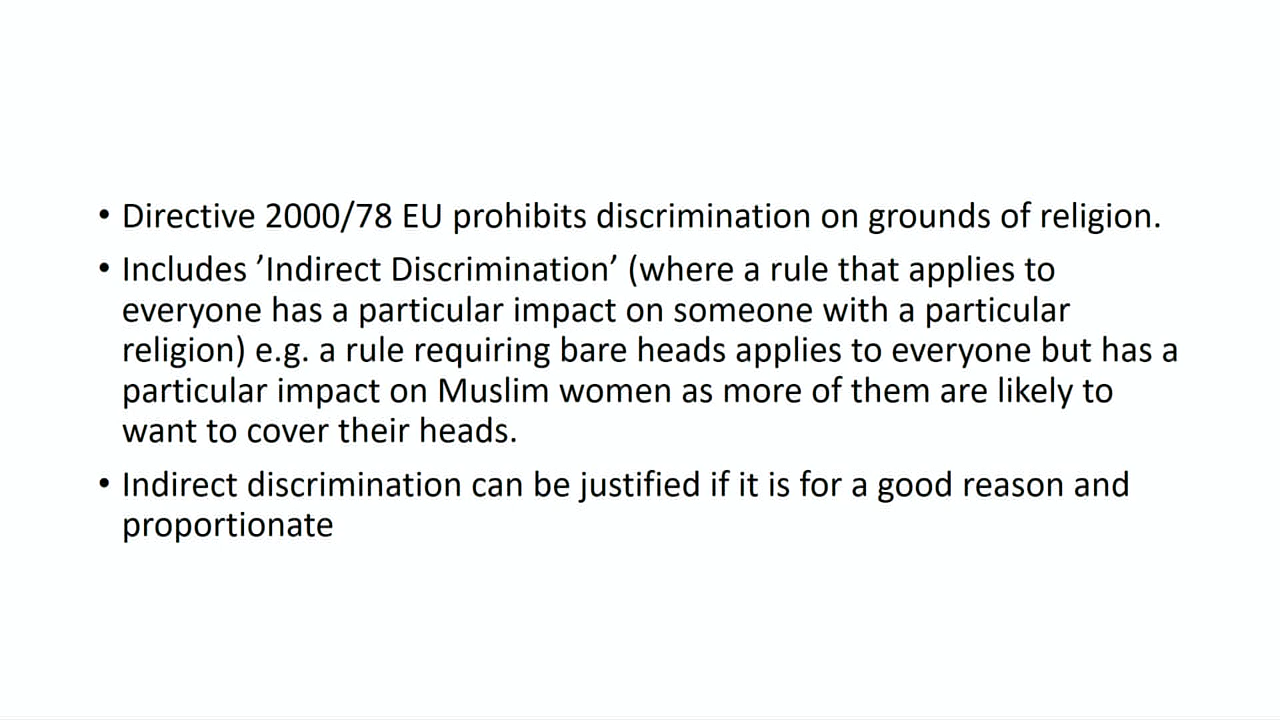 • Directive 2000/78 EU prohibits discrimination on grounds of religion.
• Includes ’Indirect Discrimination’ (where a rule that applies to
everyone has a particular impact on someone with a particular
religion) e.g. a rule requiring bare heads applies to everyone but has a
particular impact on Muslim women as more of them are likely to
want to cover their heads.
• Indirect discrimination can be justified if it is for a good reason and
proportionate